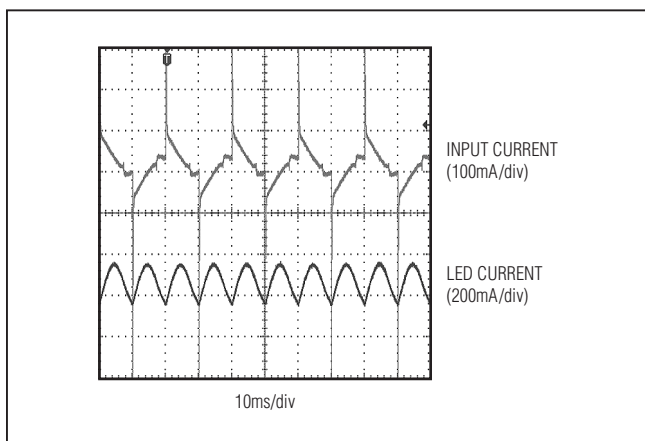 INPUT CURRENT
(100mA/div)
LED CURRENT
(200mA/div)
10ms/div